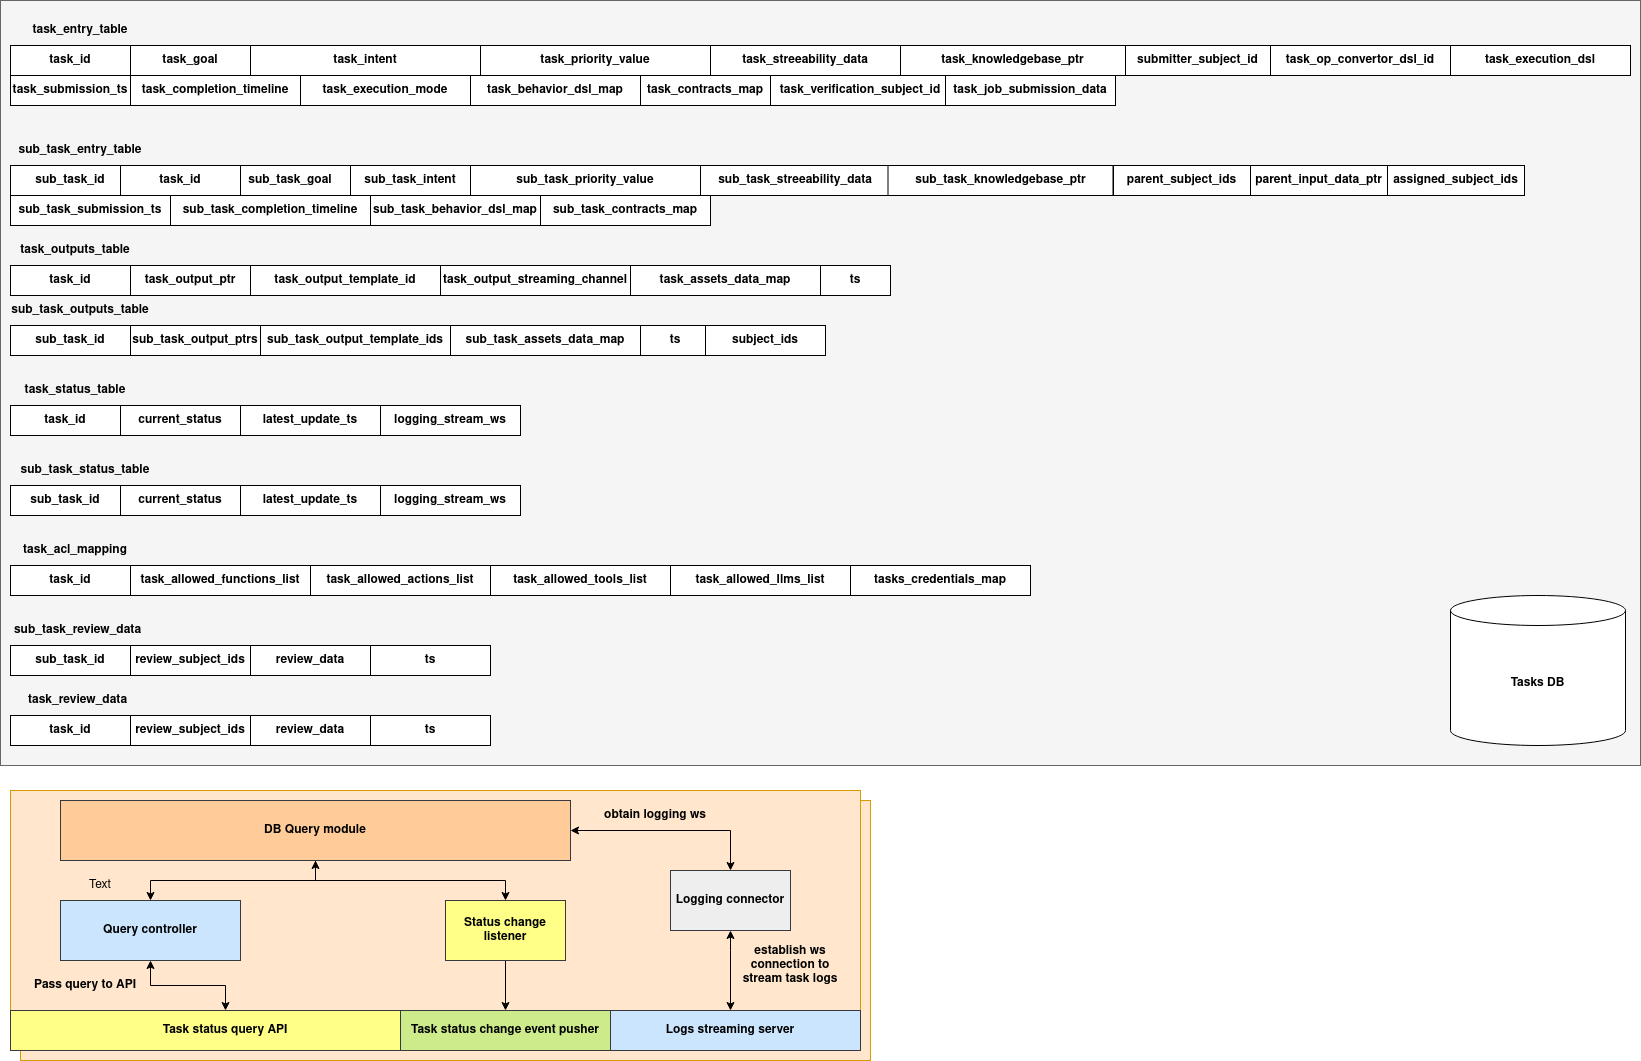 task_entry_table
task_id task_goal task_intent task_priority_value task_streeability_data task_knowledgebase_ptr submitter_subject_id task_op_convertor_dsl_id task_execution_dsl
task_submission_ts task_completion_timeline task_execution_mode task_behavior_dsl_map task_contracts_map task_verification_subject_id task_job_submission_data
sub_task_entry_table
sub_task_id task_id sub_task_goal sub_task_intent sub_task_priority_value sub_task_streeability_data sub_task_knowledgebase_ptr parent_subject_ids parent_input_data_ptr assigned_subject_ids
sub_task_submission_ts sub_task_completion_timeline sub_task_behavior_dsl_map sub_task_contracts_map
task_outputs_table
task_id task_output_ptr task_output_template_id task_output_streaming_channel task_assets_data_map ts
sub_task_outputs_table
sub_task_id sub_task_output_ptrs sub_task_output_template_ids sub_task_assets_data_map ts subject_ids
task_status_table
task_id current_status latest_update_ts logging_stream_ws
sub_task_status_table
sub_task_id current_status latest_update_ts logging_stream_ws
task_acl_mapping
task_id task_allowed_functions_list task_allowed_actions_list task_allowed_tools_list task_allowed_llms_list tasks_credentials_map
sub_task_review_data
sub_task_id review_subject_ids review_data ts
Tasks DB
task_review_data
task_id review_subject_ids review_data ts
obtain logging ws
DB Query module
Text
Logging connector
Query controller
Status change
listener
establish ws
connection to
stream task logs
Pass query to API
Task status query API
Task status change event pusher
Logs streaming server